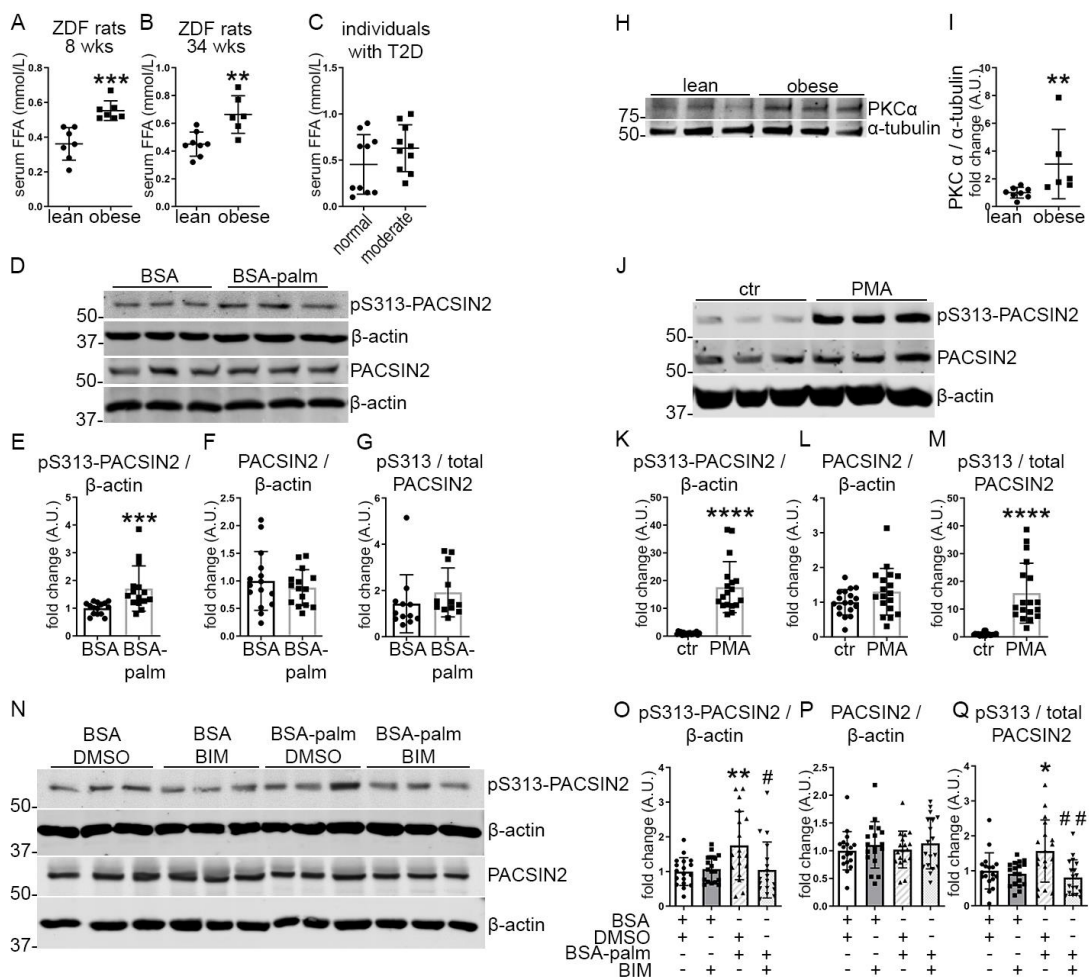 A
ZDF rats
8 wks
***
serum FFA (mmol/L)
0.8
0.6
0.4
0.2
0.0
lean obese
B
ZDF rats
34 wks
**
serum FFA (mmol/L)
1.0
0.8
0.6
0.4
0.2
0.0
lean obese
C
individuals
with T2D
serum FFA (mmol/L)
1.5
1.0
0.5
0.0
normal
moderate
H
lean obese
75
50
PKCα
α-tubulin
I
**
PKC α / α-tubulin
fold change (A.U.)
10
8
6
4
2
0
lean
obese
D
BSA BSA-palm
50
pS313-PACSIN2
37
β-actin
50
PACSIN2
37
β-actin
J
ctr PMA
50
pS313-PACSIN2
50
PACSIN2
37
β-actin
E
pS313-PACSIN2 /
β-actin
***
fold change (A.U.)
5
4
3
2
1
0
BSA BSA-
palm
F
PACSIN2 /
β-actin
fold change (A.U.)
2.5
2.0
1.5
1.0
0.5
0.0
BSA BSA-
palm
G
pS313 / total
PACSIN2
fold change (A.U.)
6
4
2
0
BSA BSA-
palm
K
pS313-PACSIN2 /
β-actin
****
fold change (A.U.)
50
40
30
20
10
0
ctr PMA
L
PACSIN2 /
β-actin
fold change (A.U.)
4
3
2
1
0
ctr PMA
M
pS313 / total
PACSIN2
****
fold change (A.U.)
50
40
30
20
10
0
ctr PMA
N
BSA BSA BSA-palm BSA-palm
DMSO BIM DMSO BIM
50
pS313-PACSIN2
37
β-actin
50
PACSIN2
37
β-actin
O
pS313-PACSIN2 /
β-actin
** #
fold change (A.U.)
4
3
2
1
0
P
PACSIN2 /
β-actin
fold change (A.U.)
2.5
2.0
1.5
1.0
0.5
0.0
Q
pS313 / total
PACSIN2
* ##
fold change (A.U.)
4
3
2
1
0
BSA + + - - + + - - + + - -
DMSO + - + - + - + - + - + -
BSA-palm - - + + - - + + - - + +
BIM - + - + - + - + - + - +